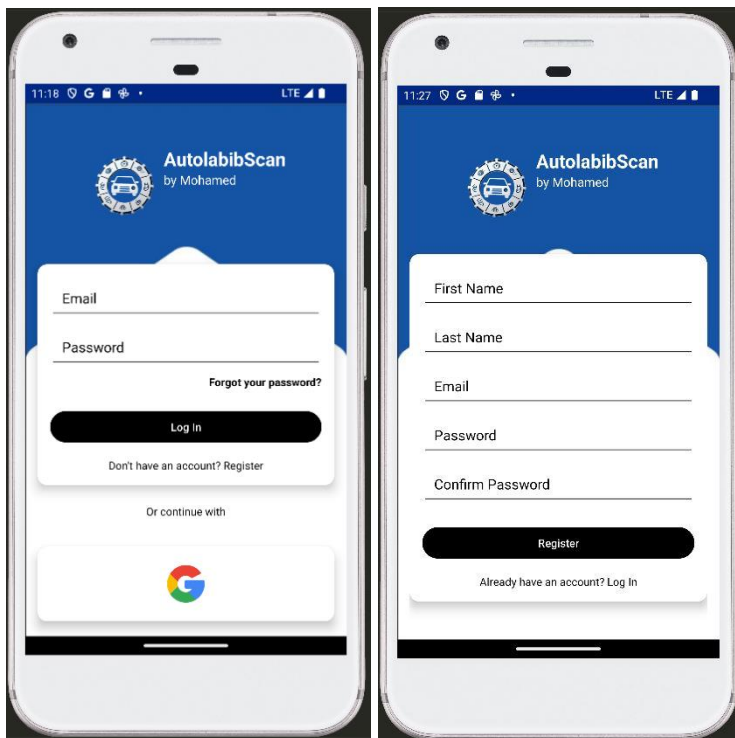 11:18
LTE
AutolabibScan
by Mohamed
Email
Password
Forgot your password?
Log In
Don't have an account? Register
Or continue with
11:27
LTE
AutolabibScan
by Mohamed
First Name
Last Name
Email
Password
Confirm Password
Register
Already have an account? Log In